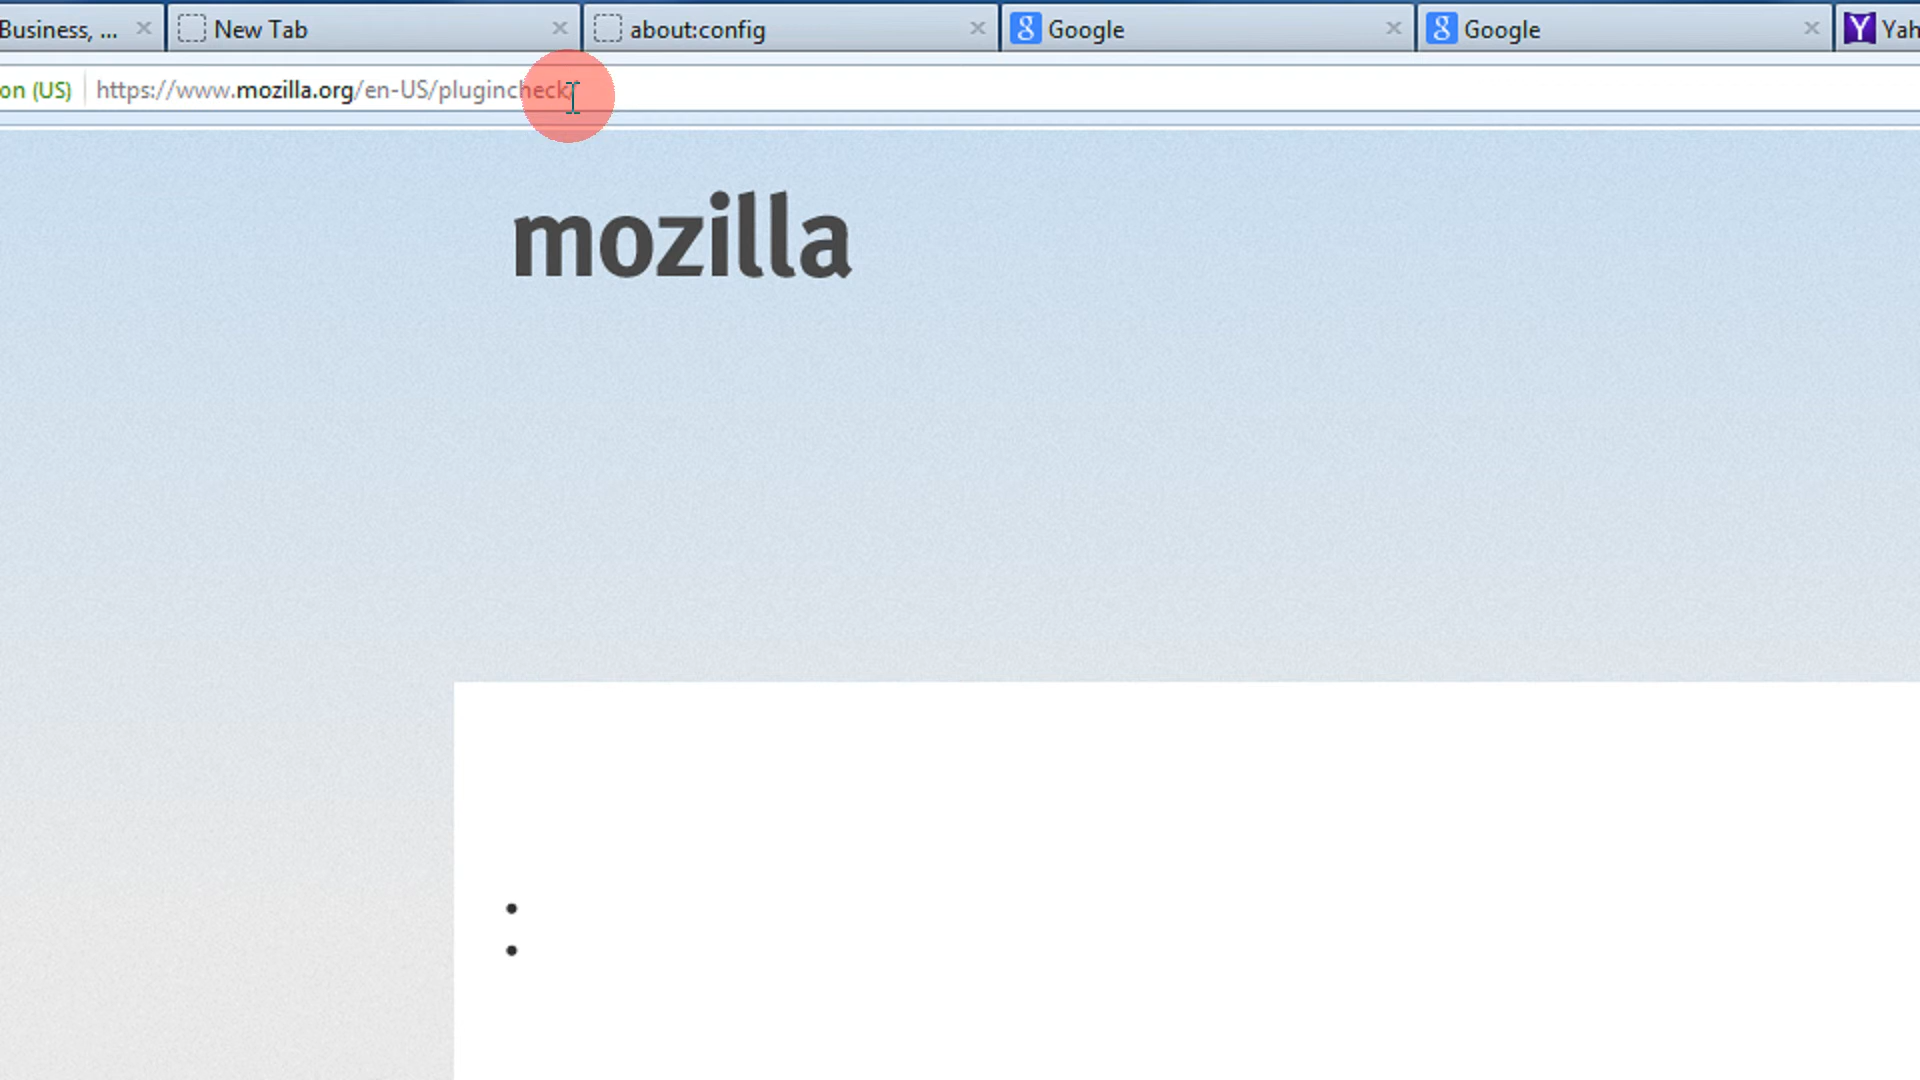 Business, ...
New Tab
about:config
Google
Google
Yah
on (US)
https://www.mozilla.org/en-US/plugincheck/
mozilla